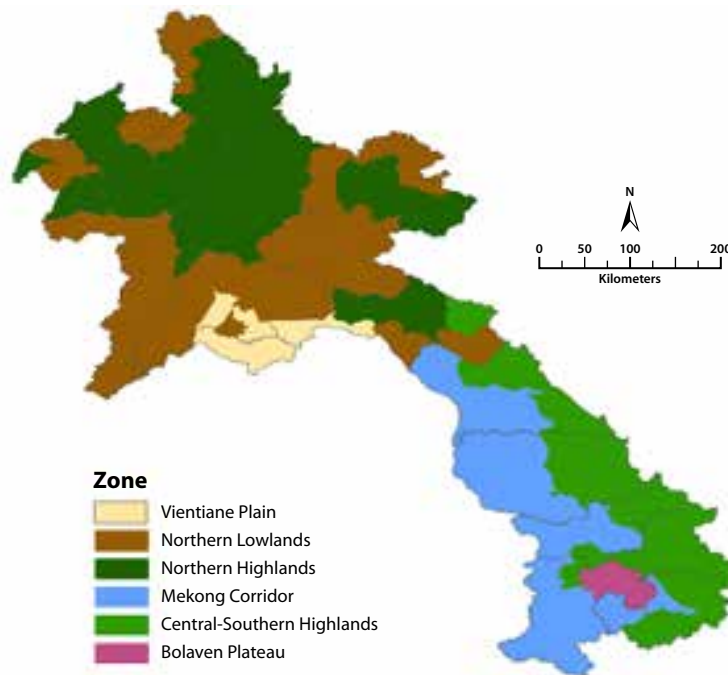 N
0 50 100 200
Kilometers
Zone
Vientiane Plain
Northern Lowlands
Northern Highlands
Mekong Corridor
Central-Southern Highlands
Bolaven Plateau